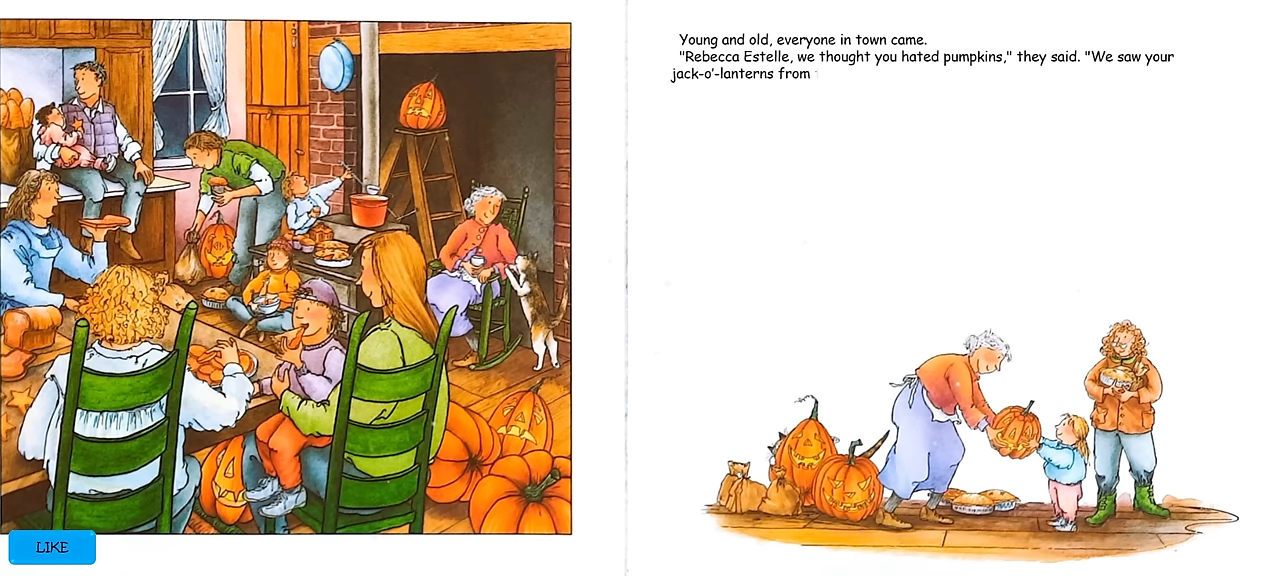 Young and old, everyone in town came.
"Rebecca Estelle, we thought you hated pumpkins," they said. "We saw your
jack-o'-lanterns from
LIKE